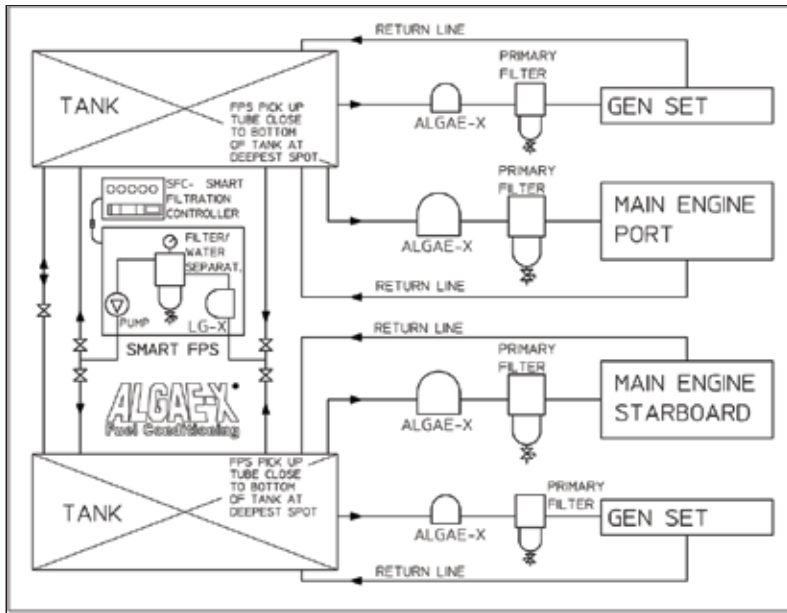 RETURN LINE
PRIMARY
FILTER
TANK
FPS PICK UP
TUBE CLOSE
TO BOTTOM
OF TANK AT
DEEPEST SPOT
ALGAE-X
GEN SET
SFC- SMART
FILTRATION
CONTROLLER
PRIMARY
FILTER
FILTER/
WATER
SEPARAT.
ALGAE-X
MAIN ENGINE
PORT
PUMP
LG-X
RETURN LINE
SMART FPS
RETURN LINE
PRIMARY
FILTER
ALGAE-X
Fuel Conditioning
ALGAE-X
MAIN ENGINE
STARBOARD
FPS PICK UP
TUBE CLOSE
TO BOTTOM
OF TANK AT
DEEPEST SPOT
TANK
PRIMARY
FILTER
ALGAE-X
GEN SET
RETURN LINE